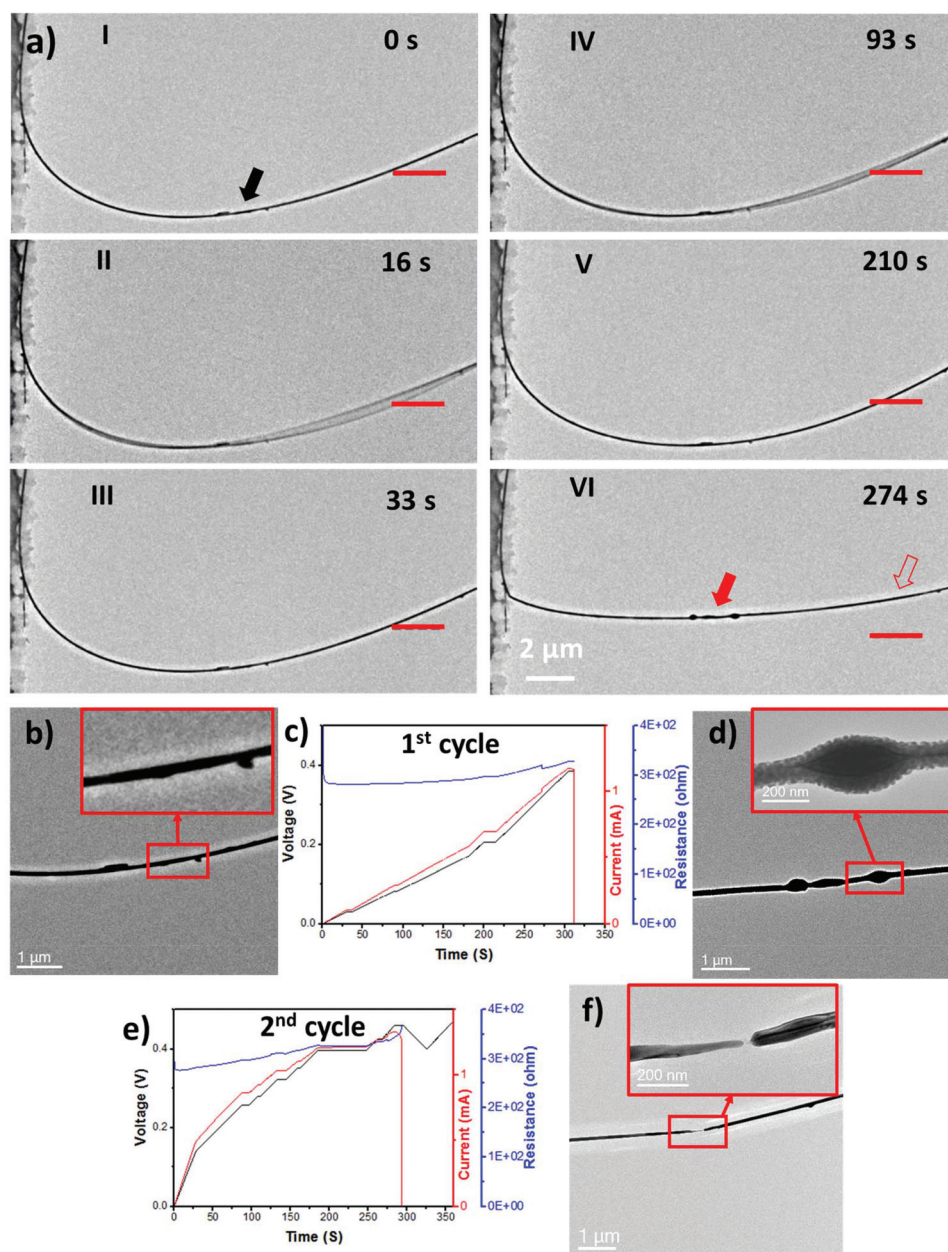 a) I 0 s
IV 93 s
II 16 s
V 210 s
III 33 s
VI 274 s
2 µm
b)
1 µm
c)
1st cycle
0.4
0.2
0.0
Voltage (V)
0 50 100 150 200 250 300 350
Time (S)
1
0
Current (mA)
4E+02
3E+02
2E+02
1E+02
0E+00
Resistance (ohm)
d)
200 nm
1 µm
e)
2nd cycle
0.4
0.2
0.0
Voltage (V)
0 50 100 150 200 250 300 350
Time (S)
1
0
Current (mA)
4E+02
3E+02
2E+02
1E+02
0E+00
Resistance (ohm)
f)
200 nm
1 µm